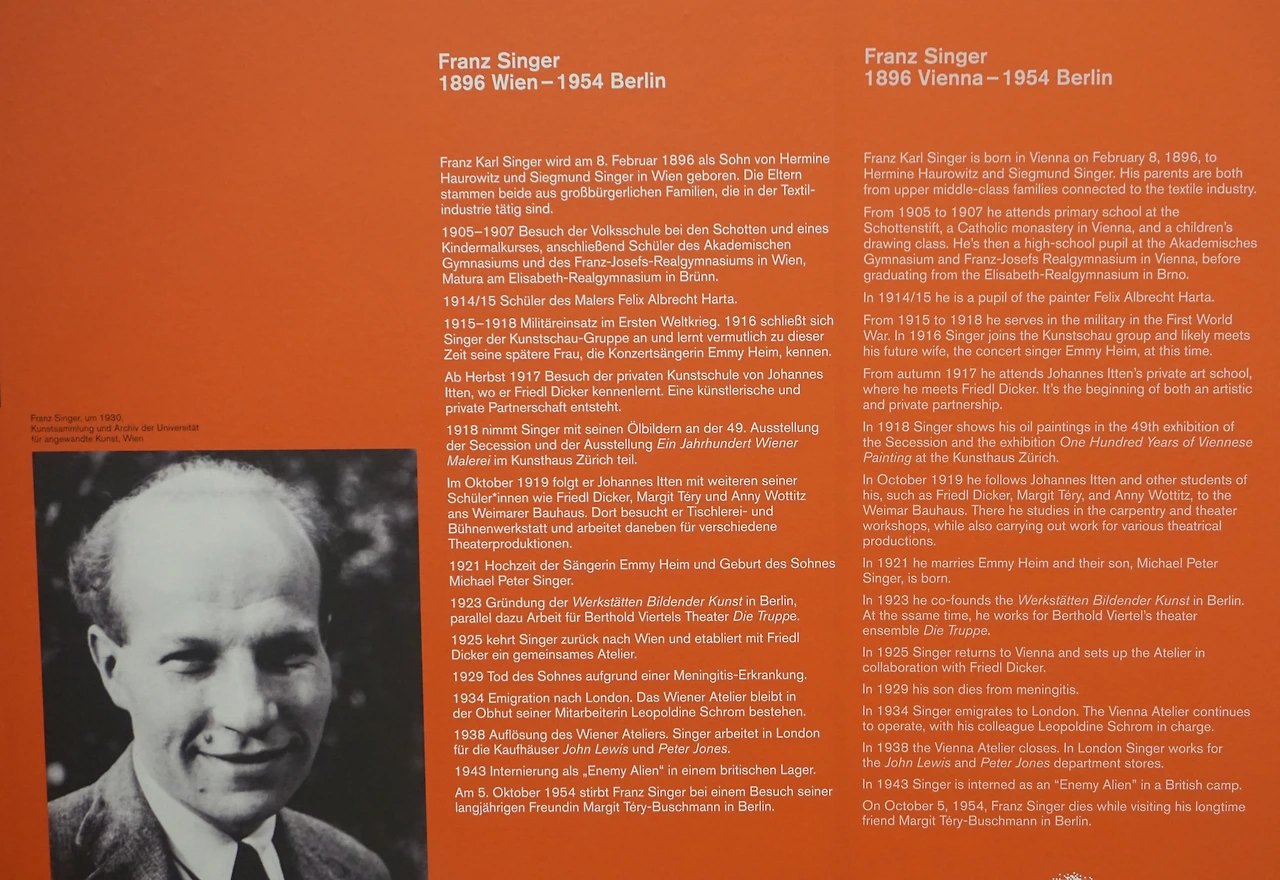 Franz Singer
1896 Wien – 1954 Berlin
Franz Karl Singer wird am 8. Februar 1896 als Sohn von Hermine
Haurowitz und Siegmund Singer in Wien geboren. Die Eltern
stammen beide aus großbürgerlichen Familien, die in der Textil-
industrie tätig sind.
1905–1907 Besuch der Volksschule bei den Schotten und eines
Kindermalkurses, anschließend Schüler des Akademischen
Gymnasiums und des Franz-Josefs-Realgymnasiums in Wien,
Matura am Elisabeth-Realgymnasium in Brünn.
1914/15 Schüler des Malers Felix Albrecht Harta.
1915–1918 Militäreinsatz im Ersten Weltkrieg. 1916 schließt sich
Singer der Kunstschau-Gruppe an und lernt vermutlich zu dieser
Zeit seine spätere Frau, die Konzertsängerin Emmy Heim, kennen.
Ab Herbst 1917 Besuch der privaten Kunstschule von Johannes
Itten, wo er Friedl Dicker kennenlernt. Eine künstlerische und
private Partnerschaft entsteht.
1918 nimmt Singer mit seinen Ölbildern an der 49. Ausstellung
der Secession und der Ausstellung Ein Jahrhundert Wiener
Malerei im Kunsthaus Zürich teil.
Im Oktober 1919 folgt er Johannes Itten mit weiteren seiner
Schüler*innen wie Friedl Dicker, Margit Téry und Anny Wottitz
ans Weimarer Bauhaus. Dort besucht er Tischlerei- und
Bühnenwerkstatt und arbeitet daneben für verschiedene
Theaterproduktionen.
1921 Hochzeit der Sängerin Emmy Heim und Geburt des Sohnes
Michael Peter Singer.
1923 Gründung der Werkstätten Bildender Kunst in Berlin,
parallel dazu Arbeit für Berthold Viertels Theater Die Truppe.
1925 kehrt Singer zurück nach Wien und etabliert mit Friedl
Dicker ein gemeinsames Atelier.
1929 Tod des Sohnes aufgrund einer Meningitis-Erkrankung.
1934 Emigration nach London. Das Wiener Atelier bleibt in
der Obhut seiner Mitarbeiterin Leopoldine Schrom bestehen.
1938 Auflösung des Wiener Ateliers. Singer arbeitet in London
für die Kaufhäuser John Lewis und Peter Jones.
1943 Internierung als „Enemy Alien“ in einem britischen Lager.
Am 5. Oktober 1954 stirbt Franz Singer bei einem Besuch seiner
langjährigen Freundin Margit Téry-Buschmann in Berlin.
Franz Singer
1896 Vienna – 1954 Berlin
Franz Karl Singer is born in Vienna on February 8, 1896, to
Hermine Haurowitz and Siegmund Singer. His parents are both
from upper middle-class families connected to the textile industry.
From 1905 to 1907 he attends primary school at the
Schottenstift, a Catholic monastery in Vienna, and a children’s
drawing class. He’s then a high-school pupil at the Akademisches
Gymnasium and Franz-Josefs Realgymnasium in Vienna, before
graduating from the Elisabeth-Realgymnasium in Brno.
In 1914/15 he is a pupil of the painter Felix Albrecht Harta.
From 1915 to 1918 he serves in the military in the First World
War. In 1916 Singer joins the Kunstschau group and likely meets
his future wife, the concert singer Emmy Heim, at this time.
From autumn 1917 he attends Johannes Itten’s private art school,
where he meets Friedl Dicker. It’s the beginning of both an artistic
and private partnership.
In 1918 Singer shows his oil paintings in the 49th exhibition of
the Secession and the exhibition One Hundred Years of Viennese
Painting at the Kunsthaus Zürich.
In October 1919 he follows Johannes Itten and other students of
his, such as Friedl Dicker, Margit Téry, and Anny Wottitz, to the
Weimar Bauhaus. There he studies in the carpentry and theater
workshops, while also carrying out work for various theatrical
productions.
In 1921 he marries Emmy Heim and their son, Michael Peter
Singer, is born.
In 1923 he co-founds the Werkstätten Bildender Kunst in Berlin.
At the ssame time, he works for Berthold Viertel’s theater
ensemble Die Truppe.
In 1925 Singer returns to Vienna and sets up the Atelier in
collaboration with Friedl Dicker.
In 1929 his son dies from meningitis.
In 1934 Singer emigrates to London. The Vienna Atelier continues
to operate, with his colleague Leopoldine Schrom in charge.
In 1938 the Vienna Atelier closes. In London Singer works for
the John Lewis and Peter Jones department stores.
In 1943 Singer is interned as an “Enemy Alien” in a British camp.
On October 5, 1954, Franz Singer dies while visiting his longtime
friend Margit Téry-Buschmann in Berlin.
Franz Singer, um 1930,
Kunstsammlung und Archiv der Universität
für angewandte Kunst, Wien